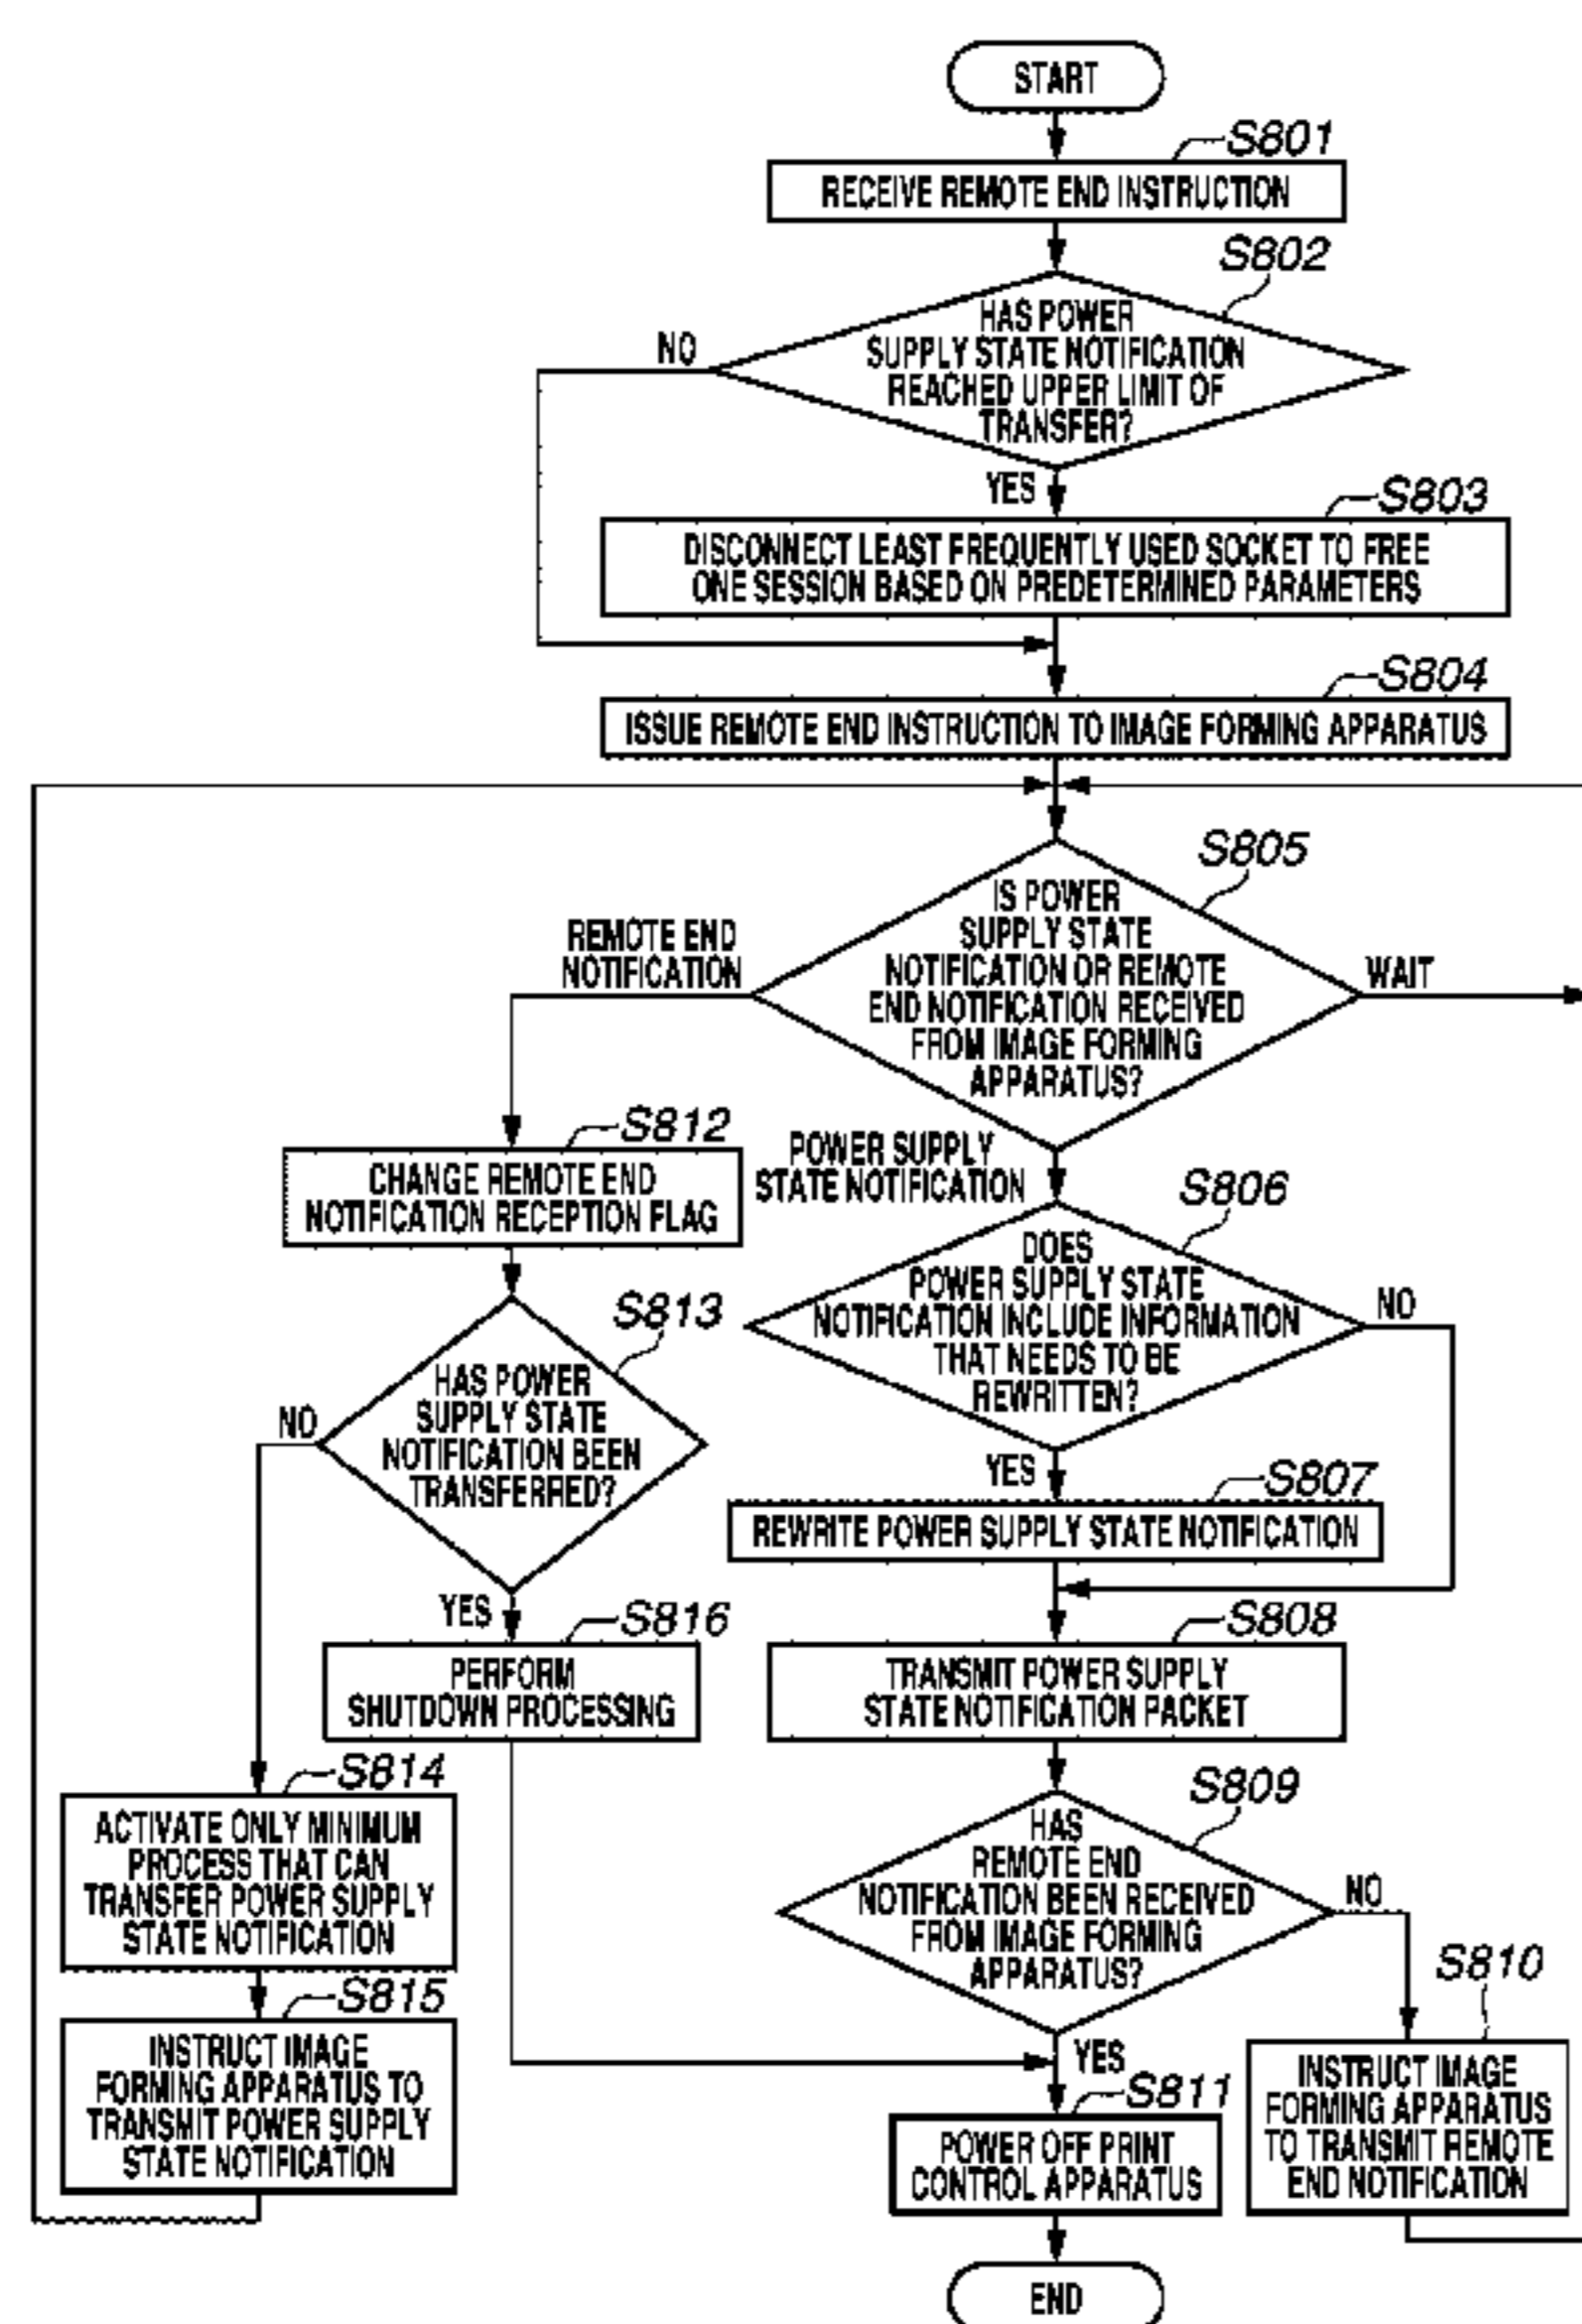 START
S801
RECEIVE REMOTE END INSTRUCTION
S802
HAS POWER
SUPPLY STATE NOTIFICATION
REACHED UPPER LIMIT OF
TRANSFER?
NO
YES
S803
DISCONNECT LEAST FREQUENTLY USED SOCKET TO FREE
ONE SESSION BASED ON PREDETERMINED PARAMETERS
S804
ISSUE REMOTE END INSTRUCTION TO IMAGE FORMING APPARATUS
S805
IS POWER
SUPPLY STATE
NOTIFICATION OR REMOTE
END NOTIFICATION RECEIVED
FROM IMAGE FORMING
APPARATUS?
REMOTE END
NOTIFICATION
WAIT
POWER SUPPLY
STATE NOTIFICATION
S812
CHANGE REMOTE END
NOTIFICATION RECEPTION FLAG
S806
DOES
POWER SUPPLY STATE
NOTIFICATION INCLUDE INFORMATION
THAT NEEDS TO BE
REWRITTEN?
NO
YES
S813
HAS POWER
SUPPLY STATE
NOTIFICATION BEEN
TRANSFERRED?
NO
YES
S807
REWRITE POWER SUPPLY STATE NOTIFICATION
S816
PERFORM
SHUTDOWN PROCESSING
S808
TRANSMIT POWER SUPPLY
STATE NOTIFICATION PACKET
S814
ACTIVATE ONLY MINIMUM
PROCESS THAT CAN
TRANSFER POWER SUPPLY
STATE NOTIFICATION
S809
HAS
REMOTE END
NOTIFICATION BEEN RECEIVED
FROM IMAGE FORMING
APPARATUS?
NO
YES
S815
INSTRUCT IMAGE
FORMING APPARATUS TO
TRANSMIT POWER SUPPLY
STATE NOTIFICATION
S810
INSTRUCT IMAGE
FORMING APPARATUS
TO TRANSMIT REMOTE
END NOTIFICATION
S811
POWER OFF PRINT
CONTROL APPARATUS
END